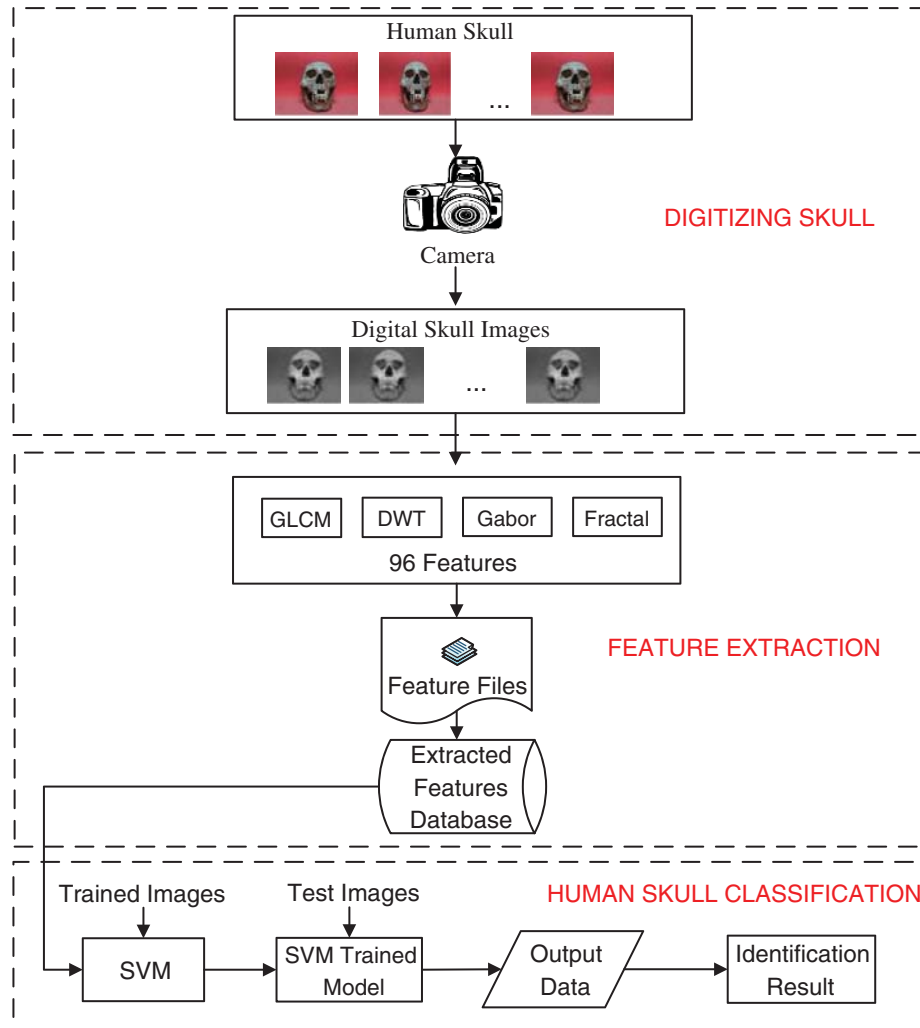 Human Skull
...
Camera
DIGITIZING SKULL
Digital Skull Images
...
GLCM
DWT
Gabor
Fractal
96 Features
Feature Files
FEATURE EXTRACTION
Extracted
Features
Database
HUMAN SKULL CLASSIFICATION
Trained Images
Test Images
SVM
SVM Trained
Model
Output
Data
Identification
Result